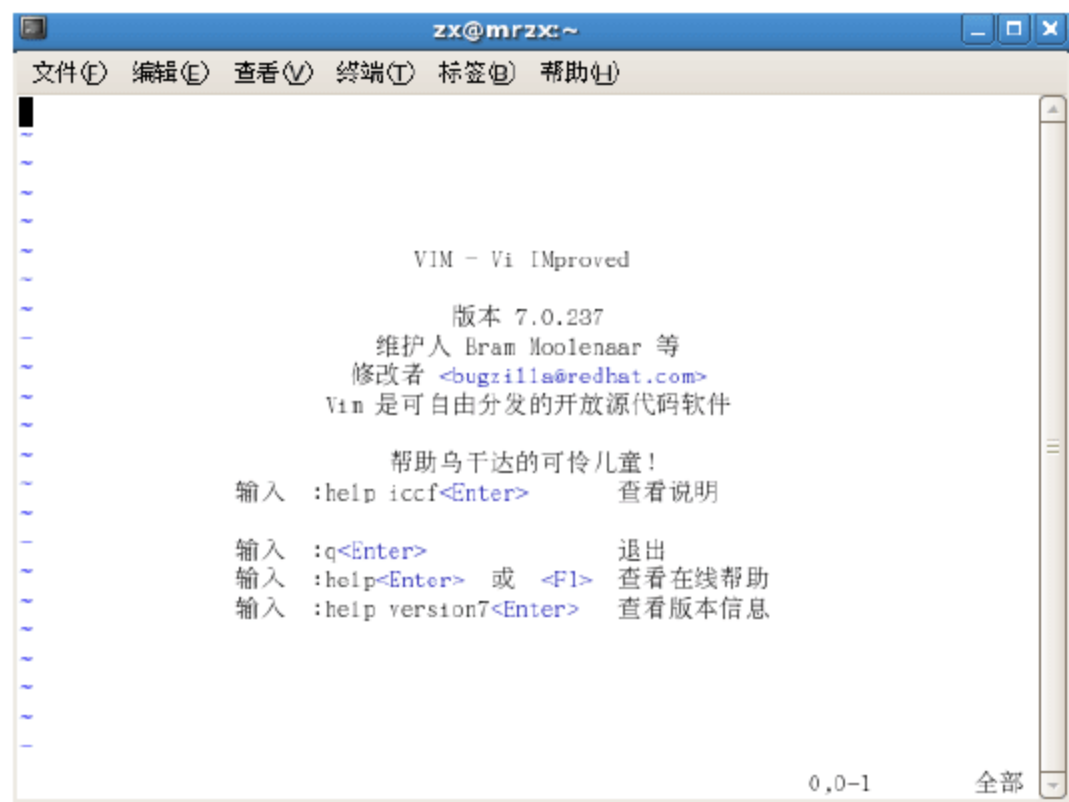 zx@mrzx:~
文件(F) 编辑(E) 查看(V) 终端(T) 标签(B) 帮助(H)
~
~
~
~
~
VIM - Vi IMproved
~
~
版本 7.0.237
~
维护人 Bram Moolenaar 等
~
修改者 <bugzilla@redhat.com>
~
Vim 是可自由分发的开放源代码软件
~
~
帮助乌干达的可怜儿童!
~
输入 :help iccf<Enter> 查看说明
~
~
输入 :q<Enter> 退出
~
输入 :help<Enter> 或 <F1> 查看在线帮助
~
输入 :help version7<Enter> 查看版本信息
~
~
~
~
~
0,0-1 全部